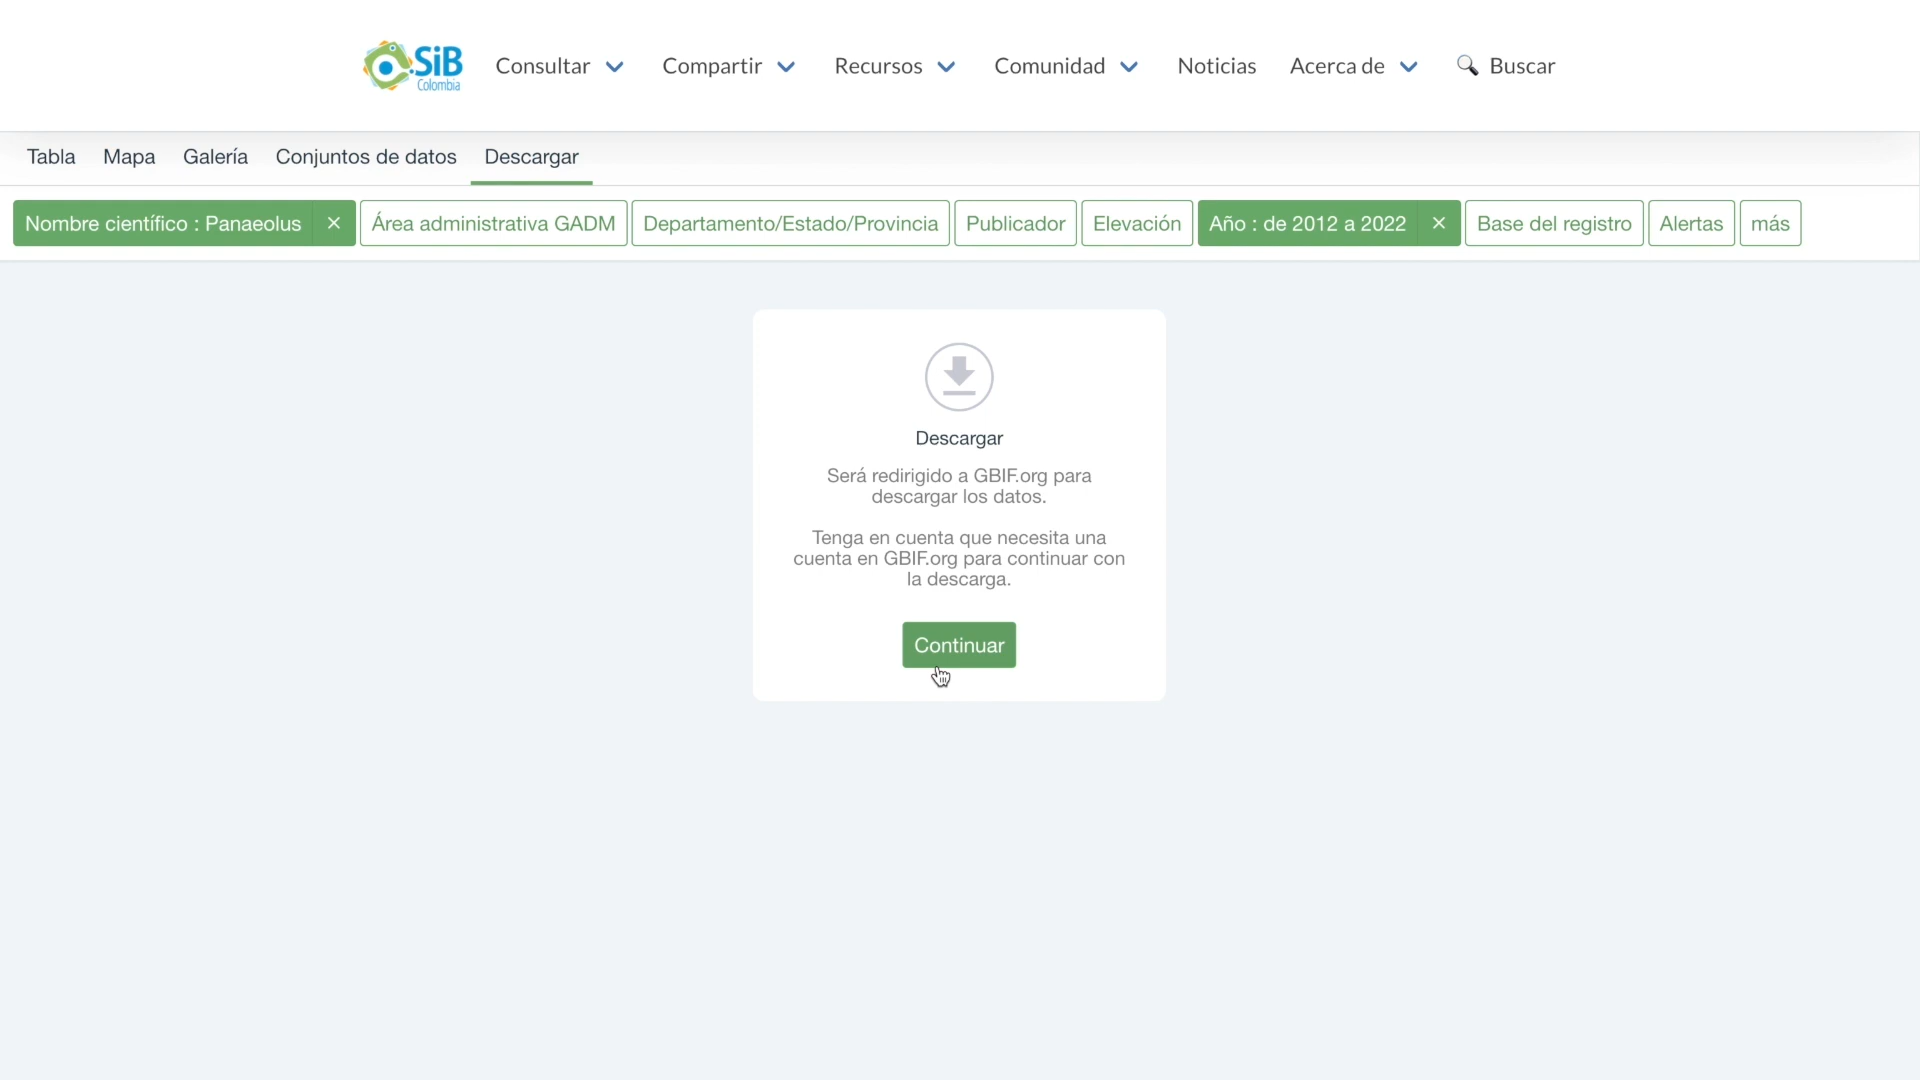 SiB
Colombia
Consultar
Compartir
Recursos
Comunidad
Noticias
Acerca de
Buscar
Tabla
Mapa
Galería
Conjuntos de datos
Descargar
Nombre científico : Panaeolus
Área administrativa GADM
Departamento/Estado/Provincia
Publicador
Elevación
Año : de 2012 a 2022
Base del registro
Alertas
más
Descargar
Será redirigido a GBIF.org para
descargar los datos.
Tenga en cuenta que necesita una
cuenta en GBIF.org para continuar con
la descarga.
Continuar